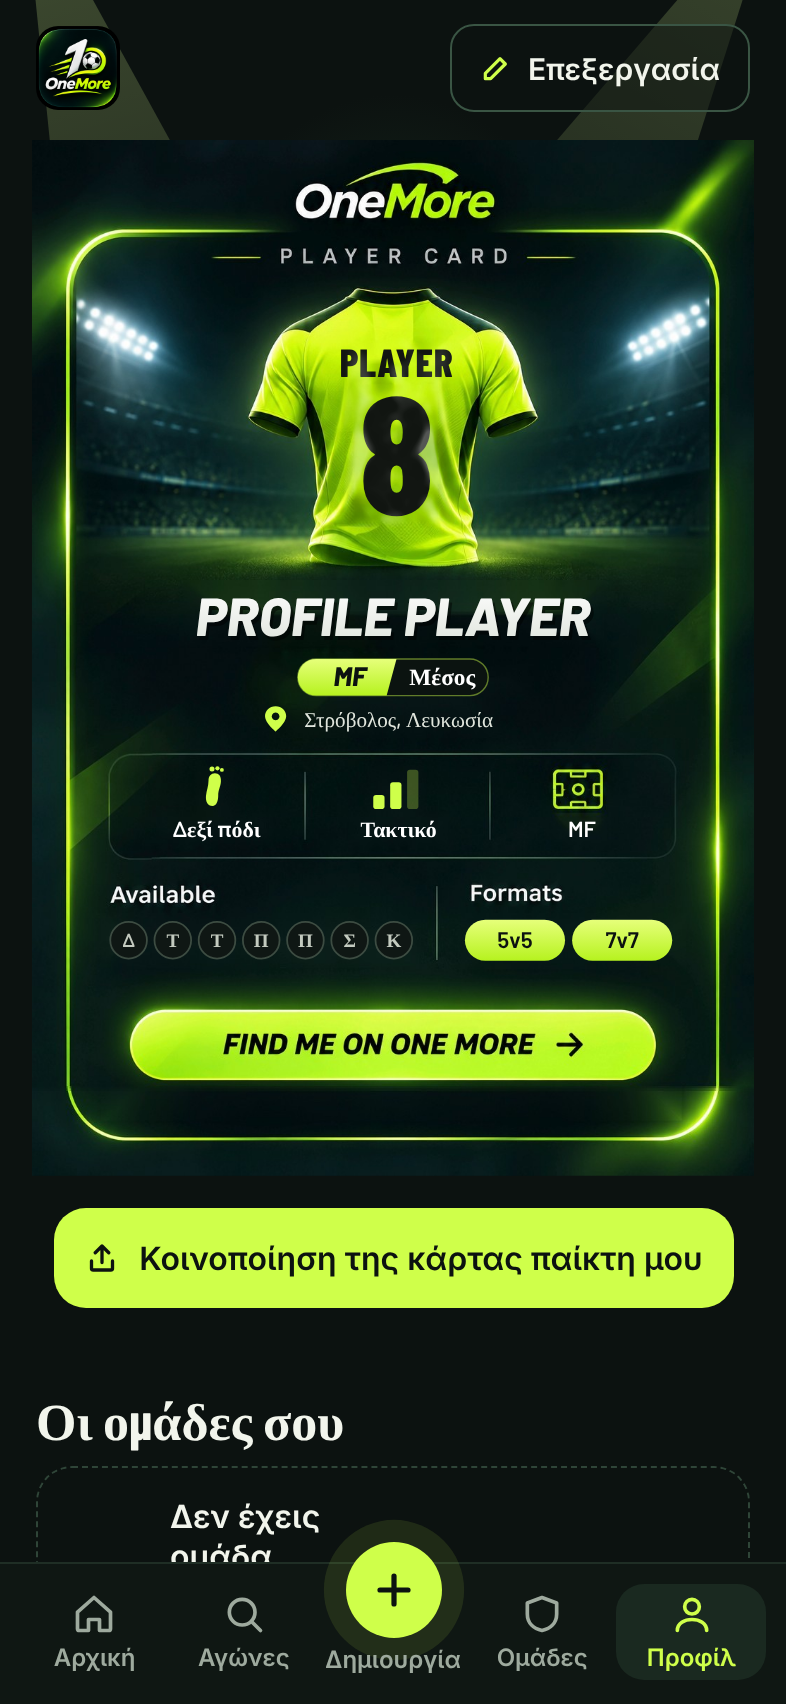 OneMore
Επεξεργασία
OneMore
PLAYER CARD
PLAYER
8
PROFILE PLAYER
MF Μέσος
Στρόβολος, Λευκωσία
Δεξί πόδι Τακτικό MF
Available Formats
Δ Τ Τ Π Π Σ Κ 5v5 7v7
FIND ME ON ONE MORE →
Κοινοποίηση της κάρτας παίκτη μου
Οι ομάδες σου
Δεν έχεις
ομάδα
Αρχική Αγώνες Δημιουργία Ομάδες Προφίλ